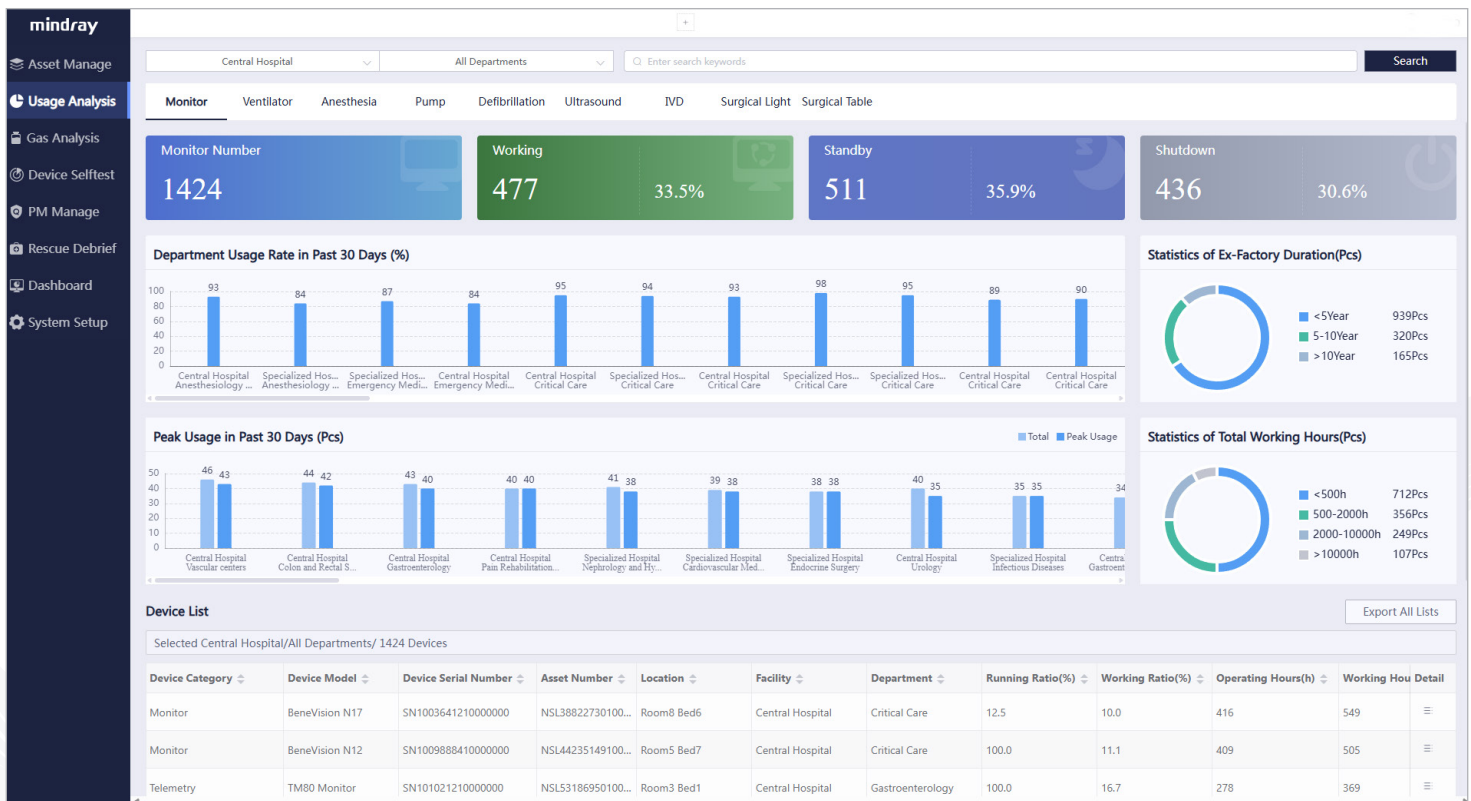 mindray
+
Asset Manage
Usage Analysis
Gas Analysis
Device Selftest
PM Manage
Rescue Debrief
Dashboard
System Setup
Central Hospital All Departments Enter search keywords Search
Monitor Ventilator Anesthesia Pump Defibrillation Ultrasound IVD Surgical Light Surgical Table
Monitor Number
1424
Working
477 33.5%
Standby
511 35.9%
Shutdown
436 30.6%
Department Usage Rate in Past 30 Days (%)
100
80
60
40
20
0
93 84 87 84 95 94 93 98 95 89 90
Central Hospital Specialized Hos... Specialized Hos... Central Hospital Central Hospital Specialized Hos... Central Hospital Specialized Hos... Specialized Hos... Central Hospital Central Hospital
Anesthesiology ... Anesthesiology ... Emergency Medi... Emergency Medi... Critical Care Critical Care Critical Care Critical Care Critical Care Critical Care Critical Care
Statistics of Ex-Factory Duration(Pcs)
<5Year 939Pcs
5-10Year 320Pcs
>10Year 165Pcs
Peak Usage in Past 30 Days (Pcs)
Total Peak Usage
50
40
30
20
10
0
46 43 44 42 43 40 40 40 41 38 39 38 38 38 40 35 35 35 34
Central Hospital Central Hospital Central Hospital Central Hospital Specialized Hospital Specialized Hospital Specialized Hospital Central Hospital Specialized Hospital Centra
Vascular centers Colon and Rectal S... Gastroenterology Pain Rehabilitation... Nephrology and Hy... Cardiovascular Med... Endocrine Surgery Urology Infectious Diseases Gastroent
Statistics of Total Working Hours(Pcs)
<500h 712Pcs
500-2000h 356Pcs
2000-10000h 249Pcs
>10000h 107Pcs
Device List
Export All Lists
Selected Central Hospital/All Departments/ 1424 Devices
Device Category Device Model Device Serial Number Asset Number Location Facility Department Running Ratio(%) Working Ratio(%) Operating Hours(h) Working Hou Detail
Monitor BeneVision N17 SN1003641210000000 NSL38822730100... Room8 Bed6 Central Hospital Critical Care 12.5 10.0 416 549
Monitor BeneVision N12 SN1009888410000000 NSL44235149100... Room5 Bed7 Central Hospital Critical Care 100.0 11.1 409 505
Telemetry TM80 Monitor SN101021210000000 NSL53186950100... Room3 Bed1 Central Hospital Gastroenterology 100.0 16.7 278 369